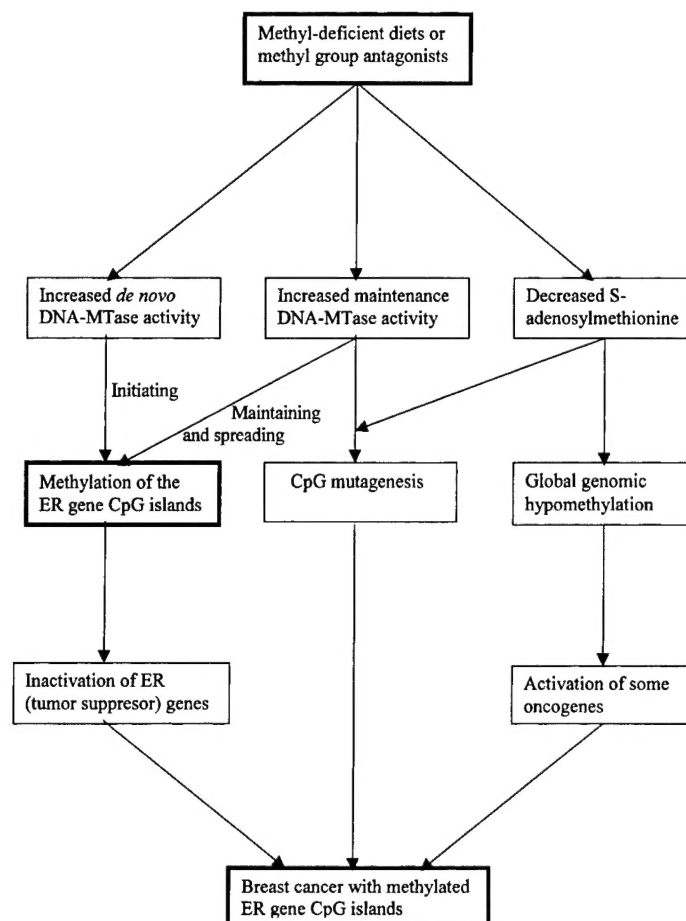 Methyl-deficient diets or
methyl group antagonists
Increased de novo
DNA-MTase activity
Increased maintenance
DNA-MTase activity
Decreased S-
adenosylmethionine
Initiating
Maintaining
and spreading
Methylation of the
ER gene CpG islands
CpG mutagenesis
Global genomic
hypomethylation
Inactivation of ER
(tumor suppresor) genes
Activation of some
oncogenes
Breast cancer with methylated
ER gene CpG islands